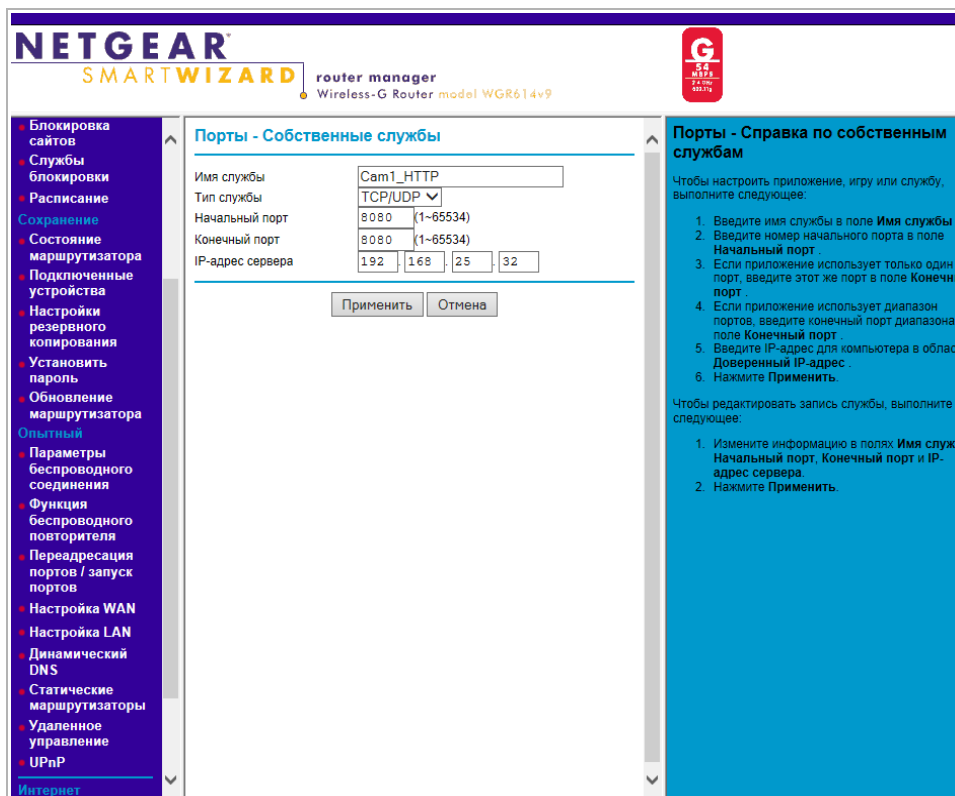 NETGEAR
SMARTWIZARD router manager
Wireless-G Router model WGR614v9
G
54
MBPS
2.4 GHz
802.11g
Блокировка
сайтов
Службы
блокировки
Расписание
Сохранение
Состояние
маршрутизатора
Подключенные
устройства
Настройки
резервного
копирования
Установить
пароль
Обновление
маршрутизатора
Опытный
Параметры
беспроводного
соединения
Функция
беспроводного
повторителя
Переадресация
портов / запуск
портов
Настройка WAN
Настройка LAN
Динамический
DNS
Статические
маршрутизаторы
Удаленное
управление
UPnP
Интернет
Порты - Собственные службы
Имя службы Cam1_HTTP
Тип службы TCP/UDP
Начальный порт 8080 (1~65534)
Конечный порт 8080 (1~65534)
IP-адрес сервера 192 . 168 . 25 . 32
Применить Отмена
Порты - Справка по собственным
службам
Чтобы настроить приложение, игру или службу,
выполните следующее:
1. Введите имя службы в поле Имя службы
2. Введите номер начального порта в поле
Начальный порт .
3. Если приложение использует только один
порт, введите этот же порт в поле Конечн
порт .
4. Если приложение использует диапазон
портов, введите конечный порт диапазона
поле Конечный порт .
5. Введите IP-адрес для компьютера в облас
Доверенный IP-адрес .
6. Нажмите Применить.
Чтобы редактировать запись службы, выполните
следующее:
1. Измените информацию в полях Имя служ
Начальный порт, Конечный порт и IP-
адрес сервера.
2. Нажмите Применить.